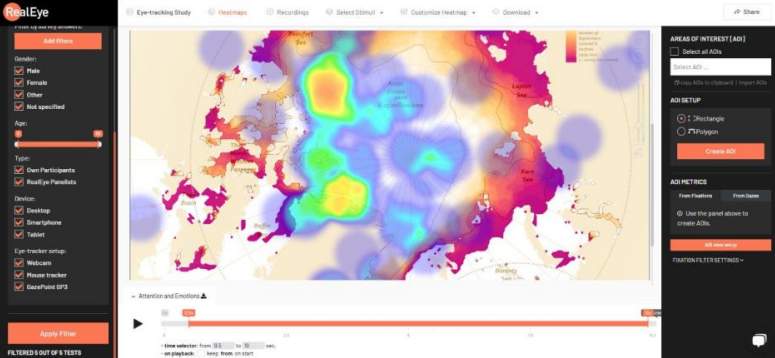 RealEye
Eye-tracking Study
Heatmaps
Recordings
Select Stimuli
Customize Heatmap
Download
Share
Filter by survey answers:
Add filters
Gender:
Male
Female
Other
Not specified
Age:
Type:
Own Participants
RealEye Panelists
Device:
Desktop
Smartphone
Tablet
Eye-tracker setup:
Webcam
Mouse tracker
GazePoint GP3
Apply Filter
FILTERED 5 OUT OF 5 TESTS
Beaufort
Sea
Laptev
Sea
Kara
Sea
Baffin
Attention and Emotions
- time selector: from 0.5 to 10 sec.
- on playback: keep from on start
AREAS OF INTEREST [AOI]
Select all AOIs
Select AOI ...
copy AOIs to clipboard | import AOIs
AOI SETUP
Rectangle
Polygon
Create AOI
AOI METRICS
From Fixations
From Gazes
Use the panel above to
create AOIs.
AOI view setup
FIXATION FILTER SETTINGS